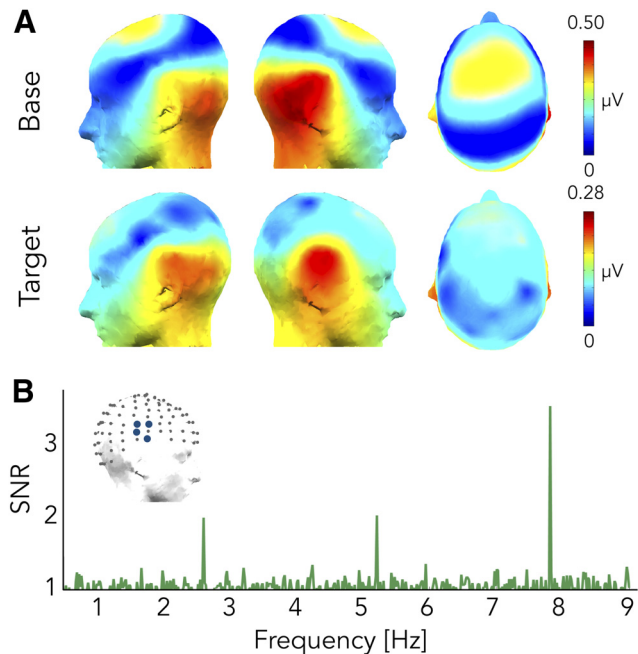 A
Base
0.50
µV
0
Target
0.28
µV
0
B
SNR
3
2
1
1 2 3 4 5 6 7 8 9
Frequency [Hz]